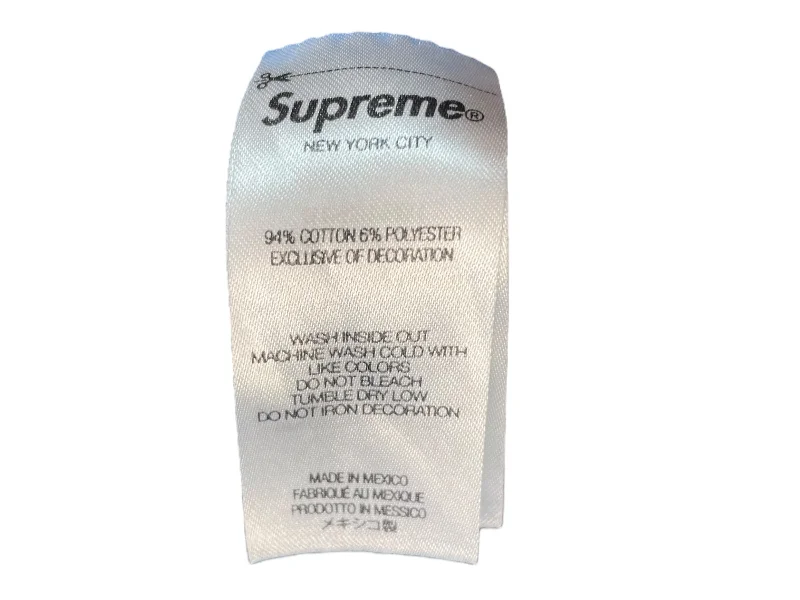 Supreme®
NEW YORK CITY
94% COTTON 6% POLYESTER
EXCLUSIVE OF DECORATION
WASH INSIDE OUT
MACHINE WASH COLD WITH
LIKE COLORS
DO NOT BLEACH
TUMBLE DRY LOW
DO NOT IRON DECORATION
MADE IN MEXICO
FABRIQUÉ AU MEXIQUE
PRODOTTO IN MESSICO
メキシコ製